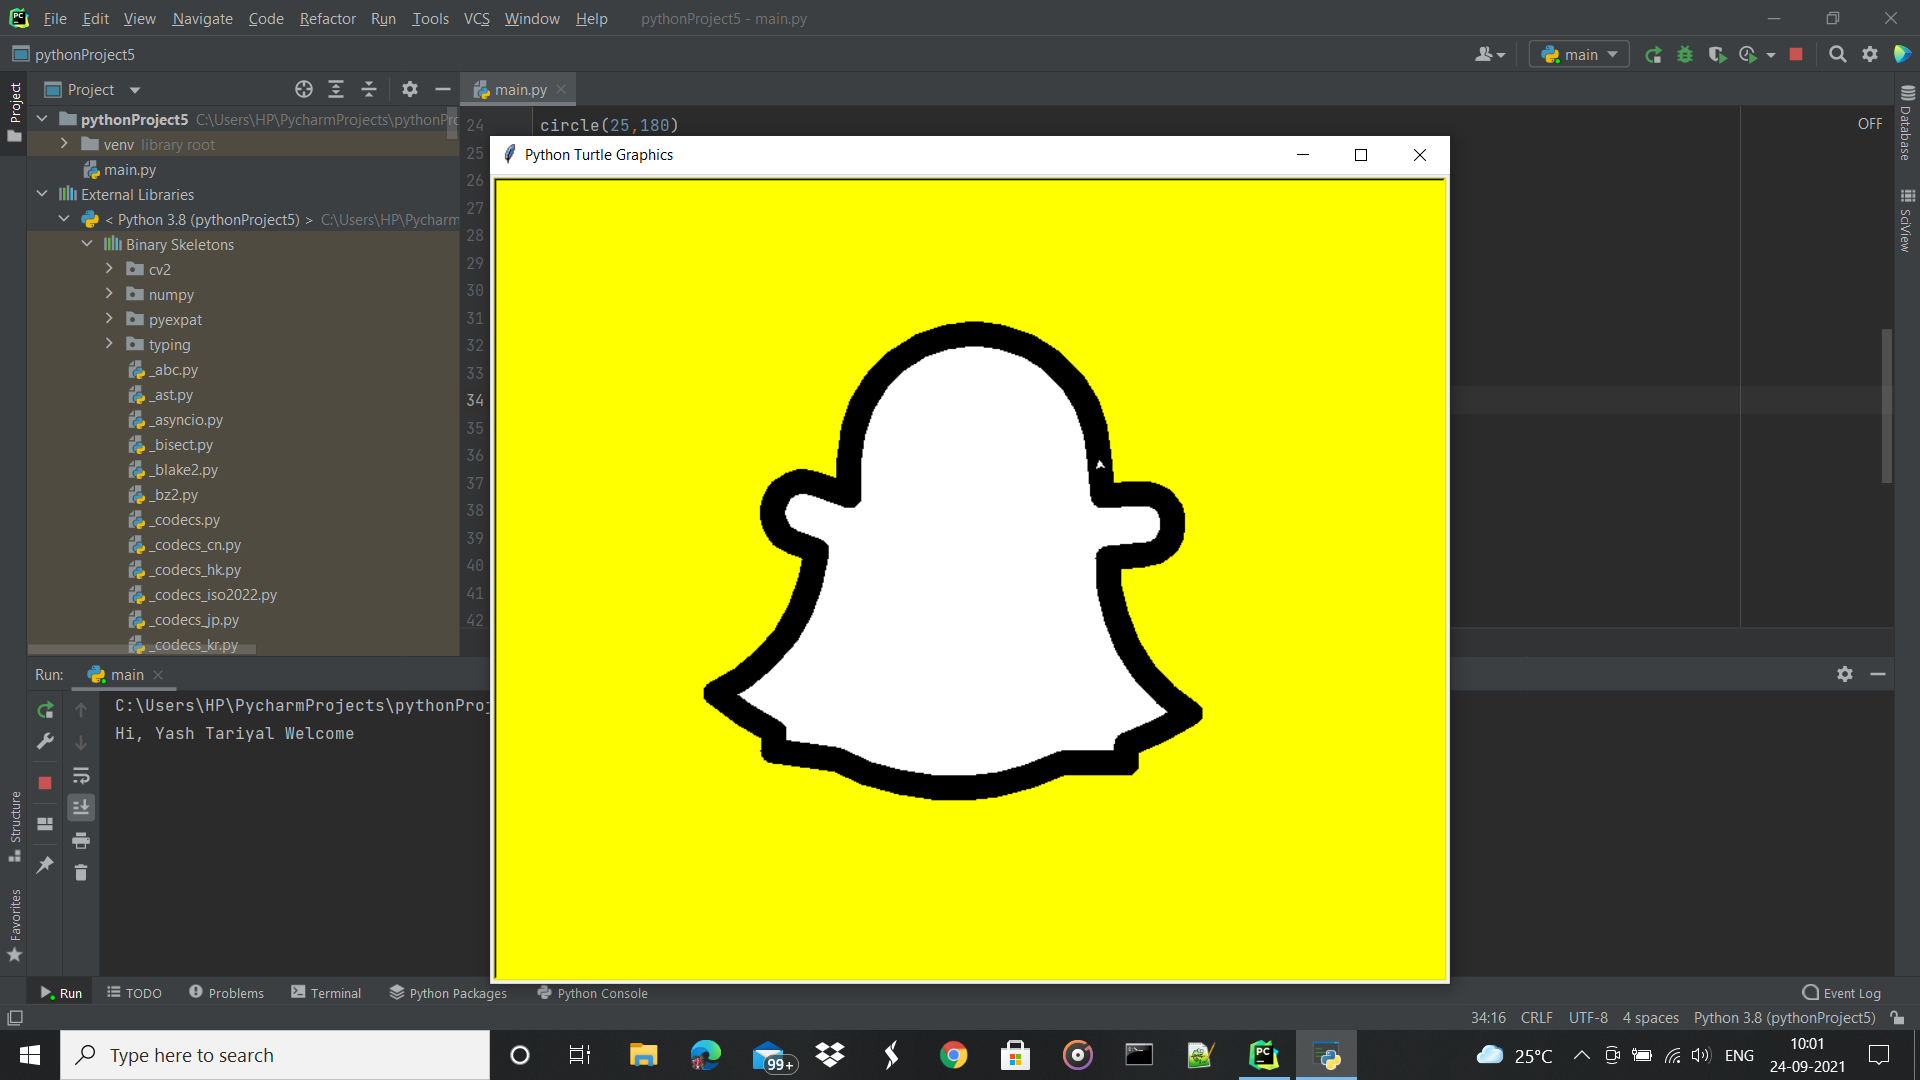 File Edit View Navigate Code Refactor Run Tools VCS Window Help pythonProject5 - main.py
pythonProject5
main
Project
Project
main.py
pythonProject5 C:\Users\HP\PycharmProjects\pythonPr
venv library root
main.py
External Libraries
< Python 3.8 (pythonProject5) > C:\Users\HP\Pycharm
Binary Skeletons
cv2
numpy
pyexpat
typing
_abc.py
_ast.py
_asyncio.py
_bisect.py
_blake2.py
_bz2.py
_codecs.py
_codecs_cn.py
_codecs_hk.py
_codecs_iso2022.py
_codecs_jp.py
_codecs_kr.py
24 circle(25,180)
25
26
27
28
29
30
31
32
33
34
35
36
37
38
39
40
41
42
OFF
Database
SciView
Python Turtle Graphics
Run: main
C:\Users\HP\PycharmProjects\pythonProj
Hi, Yash Tariyal Welcome
Structure
Favorites
Run TODO Problems Terminal Python Packages Python Console Event Log
34:16 CRLF UTF-8 4 spaces Python 3.8 (pythonProject5)
Type here to search
99+
PC
25°C
ENG
10:01
24-09-2021